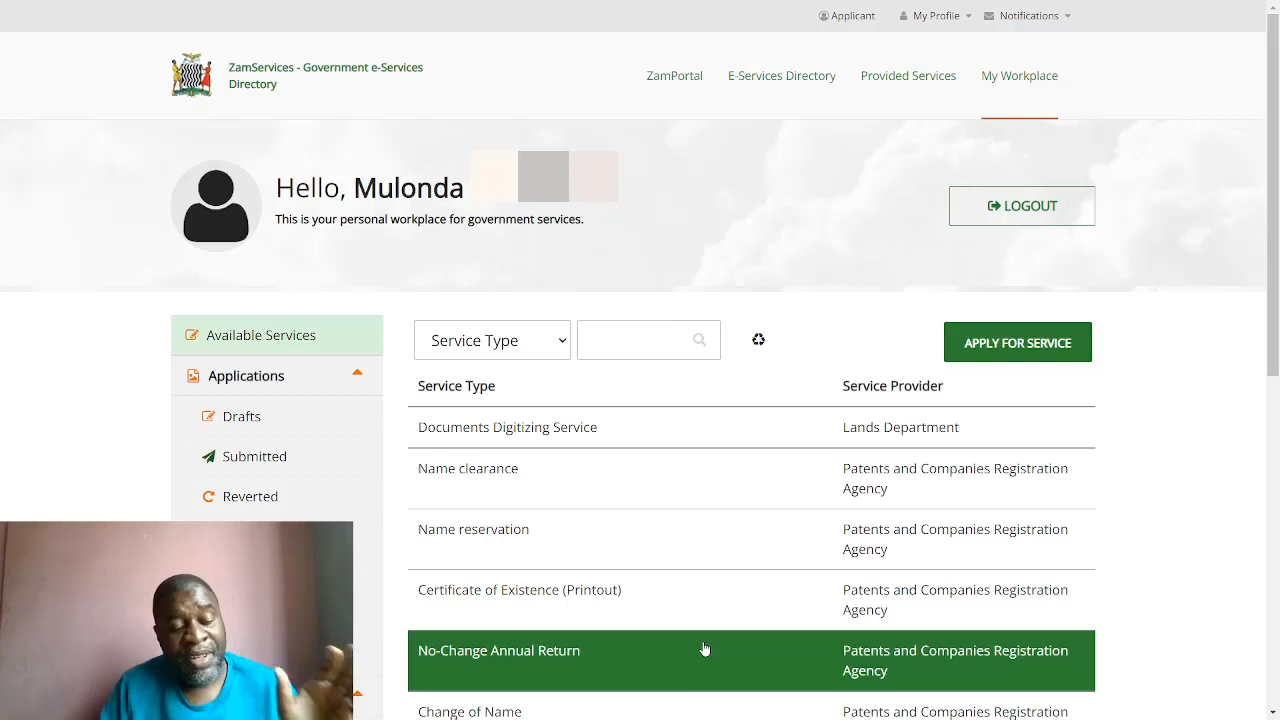 Applicant
My Profile
Notifications
ZamServices - Government e-Services
Directory
ZamPortal
E-Services Directory
Provided Services
My Workplace
Hello, Mulonda
This is your personal workplace for government services.
LOGOUT
Available Services
Applications
Drafts
Submitted
Reverted
Service Type
APPLY FOR SERVICE
Service Type
Service Provider
Documents Digitizing Service
Lands Department
Name clearance
Patents and Companies Registration
Agency
Name reservation
Patents and Companies Registration
Agency
Certificate of Existence (Printout)
Patents and Companies Registration
Agency
No-Change Annual Return
Patents and Companies Registration
Agency
Change of Name
Patents and Companies Registration